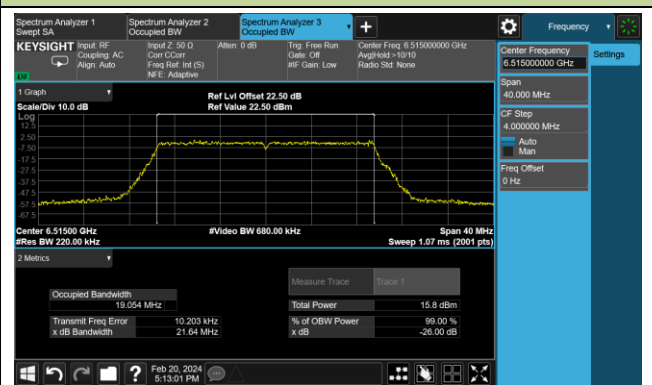 Spectrum Analyzer 1
Swept SA
Spectrum Analyzer 2
Occupied BW
Spectrum Analyzer 3
Occupied BW
Frequency
KEYSIGHT
Input: RF
Coupling: AC
Align: Auto
Input Z: 50 Ω
Corr CCorr
Freq Ref: Int (S)
NFE: Adaptive
Atten: 0 dB
Trig: Free Run
Gate: Off
#IF Gain: Low
Center Freq: 6.515000000 GHz
Avg|Hold:>10/10
Radio Std: None
Center Frequency
6.515000000 GHz
Settings
Span
40.000 MHz
CF Step
4.000000 MHz
Auto
Man
Freq Offset
0 Hz
1 Graph
Scale/Div 10.0 dB
Ref Lvl Offset 22.50 dB
Ref Value 22.50 dBm
Log
12.5
2.50
-7.50
-17.5
-27.5
-37.5
-47.5
-57.5
-67.5
Center 6.51500 GHz
#Res BW 220.00 kHz
#Video BW 680.00 kHz
Span 40 MHz
Sweep 1.07 ms (2001 pts)
2 Metrics
Measure Trace
Trace 1
Occupied Bandwidth
19.054 MHz
Total Power
15.8 dBm
Transmit Freq Error
10.203 kHz
% of OBW Power
99.00 %
x dB Bandwidth
21.64 MHz
x dB
-26.00 dB
Feb 20, 2024
5:13:01 PM